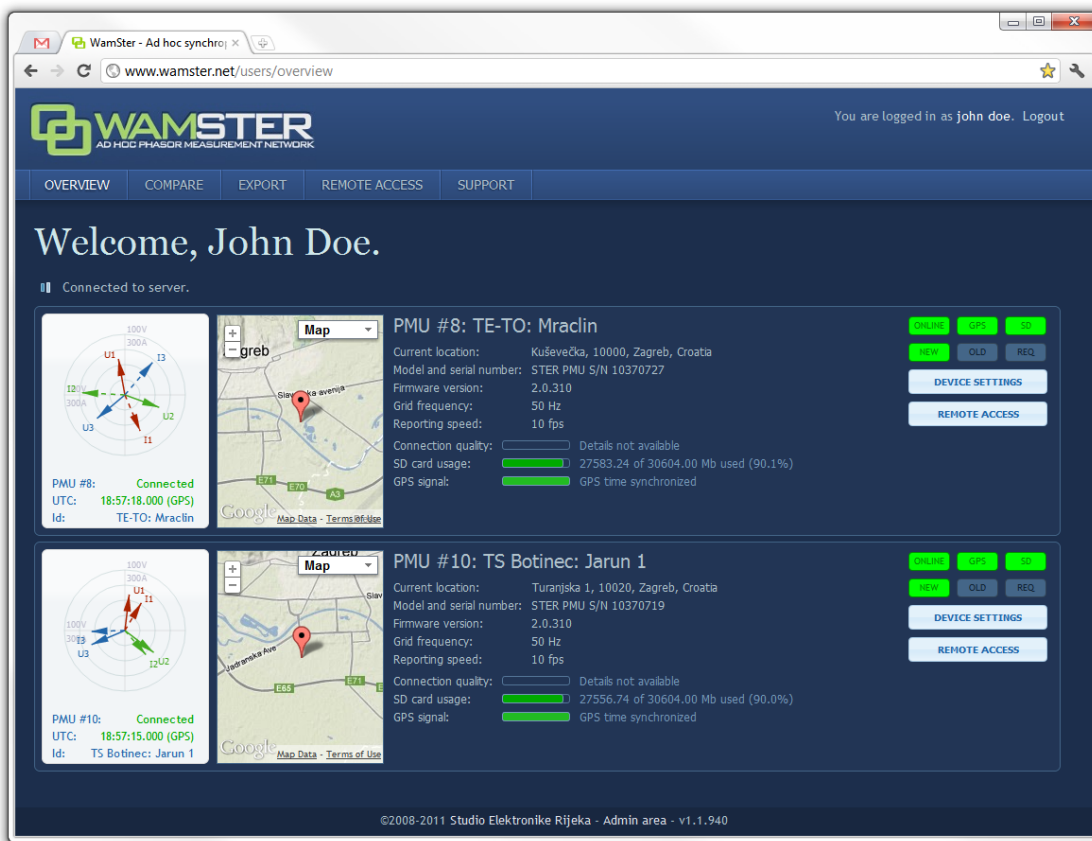 WamSter - Ad hoc synchro
www.wamster.net/users/overview
WAMSTER
AD HOC PHASOR MEASUREMENT NETWORK
You are logged in as john doe. Logout
OVERVIEW COMPARE EXPORT REMOTE ACCESS SUPPORT
Welcome, John Doe.
Connected to server.
100V
300A
U1
I3
I2
300A
U2
U3
I1
PMU #8: Connected
UTC: 18:57:18.000 (GPS)
Id: TE-TO: Mraclin
+
Map
−
greb
avenija
E71
E70
A3
Google
Map Data - Terms of Use
PMU #8: TE-TO: Mraclin
Current location: Kuševečka, 10000, Zagreb, Croatia
Model and serial number: STER PMU S/N 10370727
Firmware version: 2.0.310
Grid frequency: 50 Hz
Reporting speed: 10 fps
Connection quality: Details not available
SD card usage: 27583.24 of 30604.00 Mb used (90.1%)
GPS signal: GPS time synchronized
ONLINE GPS SD
NEW OLD REQ
DEVICE SETTINGS
REMOTE ACCESS
100V
300A
U1
I1
100V
I3
U3
I2
U2
PMU #10: Connected
UTC: 18:57:15.000 (GPS)
Id: TS Botinec: Jarun 1
Zagreb
+
Map
−
Slav
Jadranska Ave
E71
E65
Google
Map Data - Terms of Use
PMU #10: TS Botinec: Jarun 1
Current location: Turanjska 1, 10020, Zagreb, Croatia
Model and serial number: STER PMU S/N 10370719
Firmware version: 2.0.310
Grid frequency: 50 Hz
Reporting speed: 10 fps
Connection quality: Details not available
SD card usage: 27556.74 of 30604.00 Mb used (90.0%)
GPS signal: GPS time synchronized
ONLINE GPS SD
NEW OLD REQ
DEVICE SETTINGS
REMOTE ACCESS
©2008-2011 Studio Elektronike Rijeka - Admin area - v1.1.940